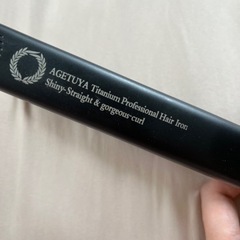 AGETUYA Titanium Professional Hair Iron
Shiny-Straight & gorgeous-curl